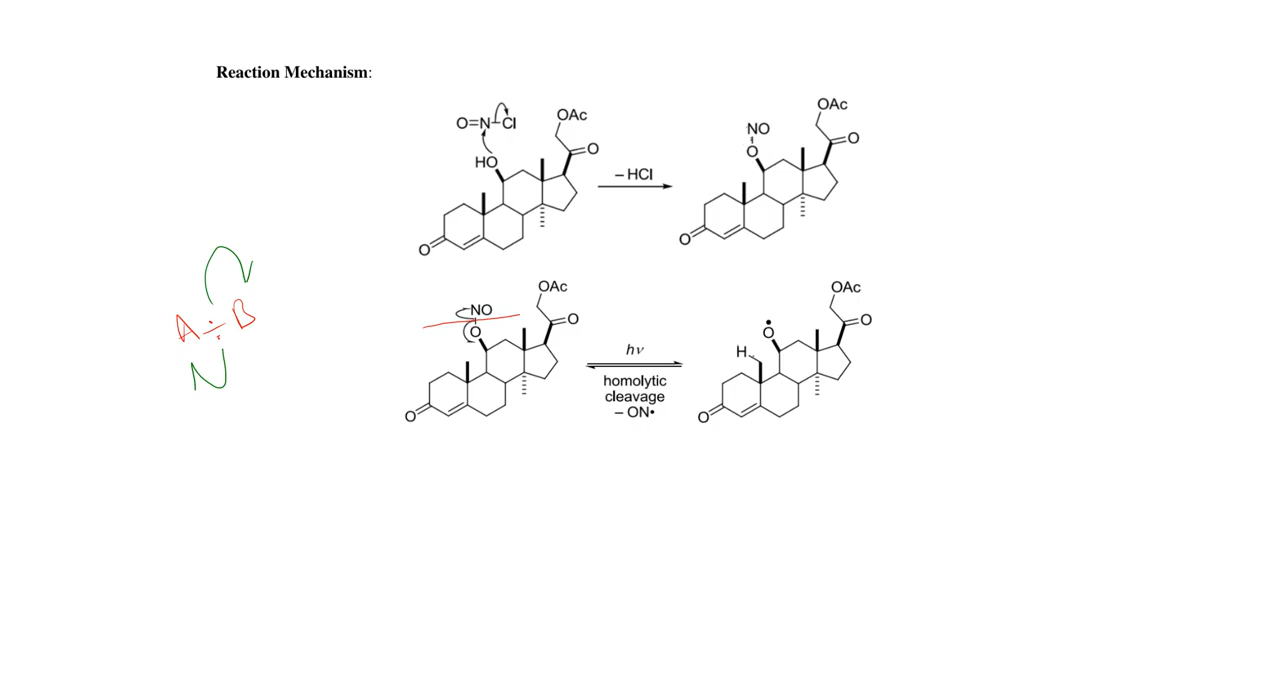 Reaction Mechanism:
OAc
O=N-Cl
O
HO
O
– HCl
OAc
NO
O
O
O
OAc
NO
O
O
O
A ÷ B
hν
homolytic
cleavage
– ON•
OAc
O
O
H
O